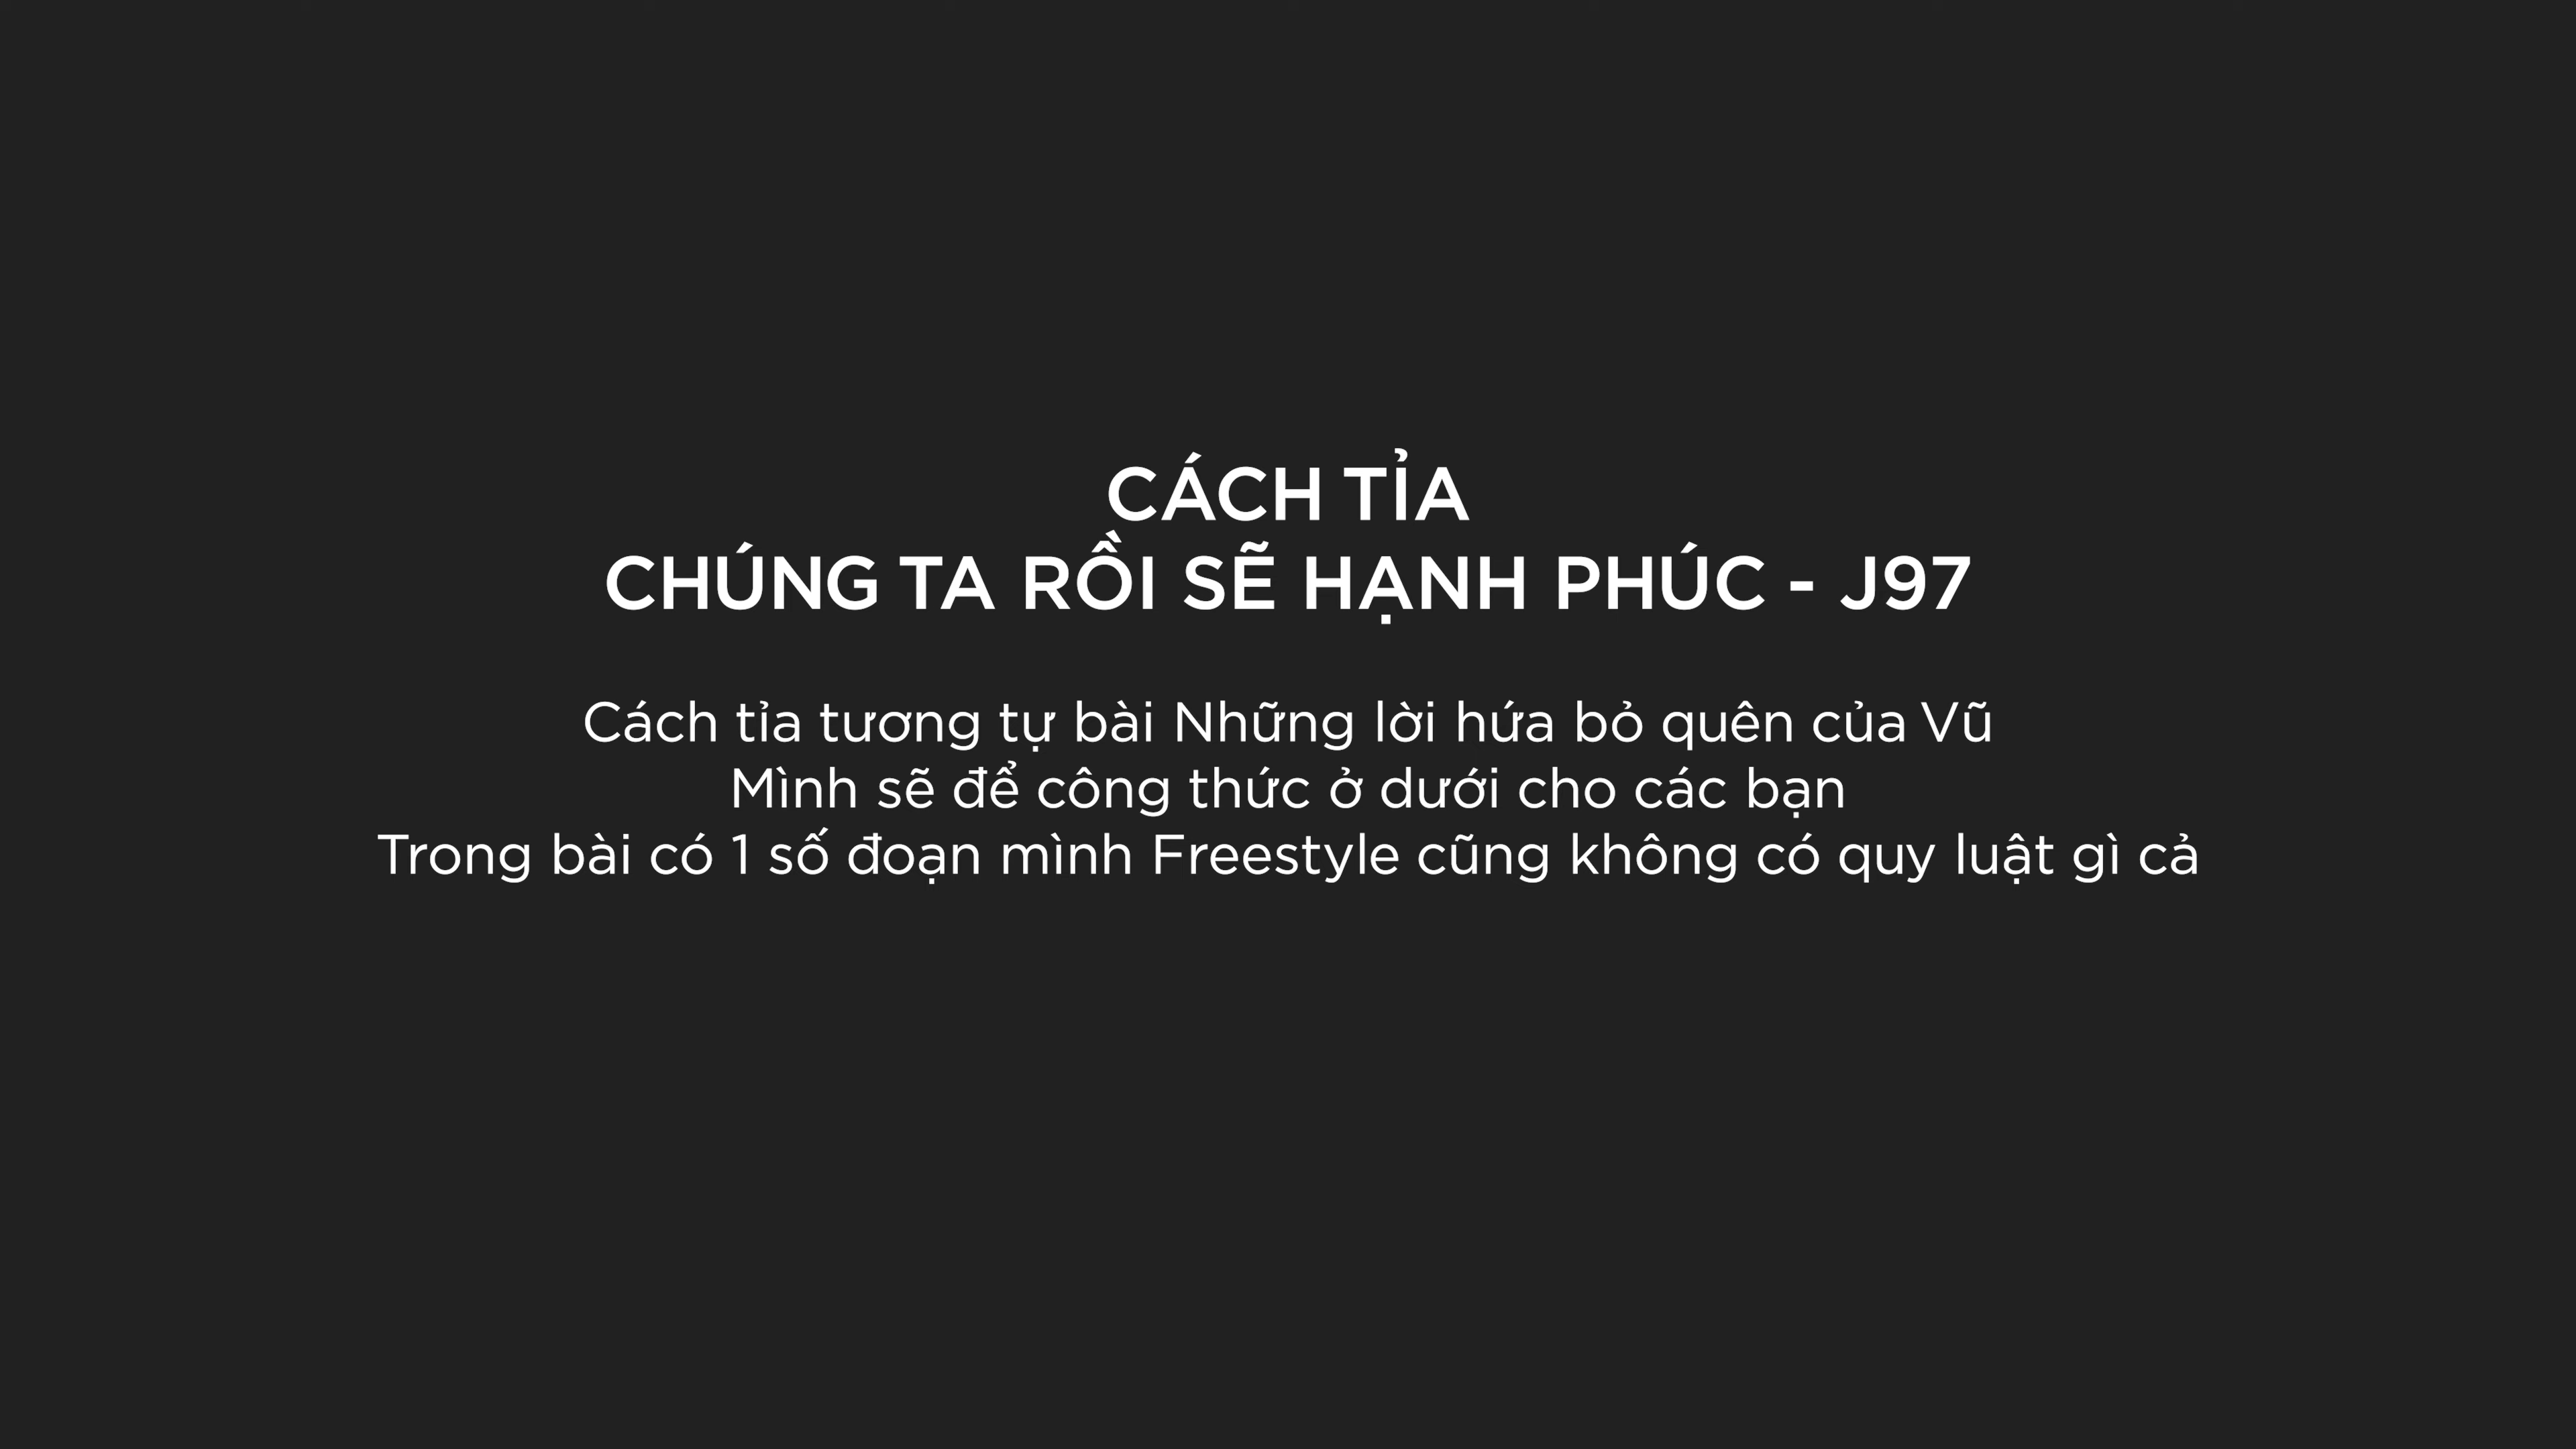 CÁCH TỈA
CHÚNG TA RỒI SẼ HẠNH PHÚC - J97
Cách tỉa tương tự bài Những lời hứa bỏ quên của Vũ
Mình sẽ để công thức ở dưới cho các bạn
Trong bài có 1 số đoạn mình Freestyle cũng không có quy luật gì cả